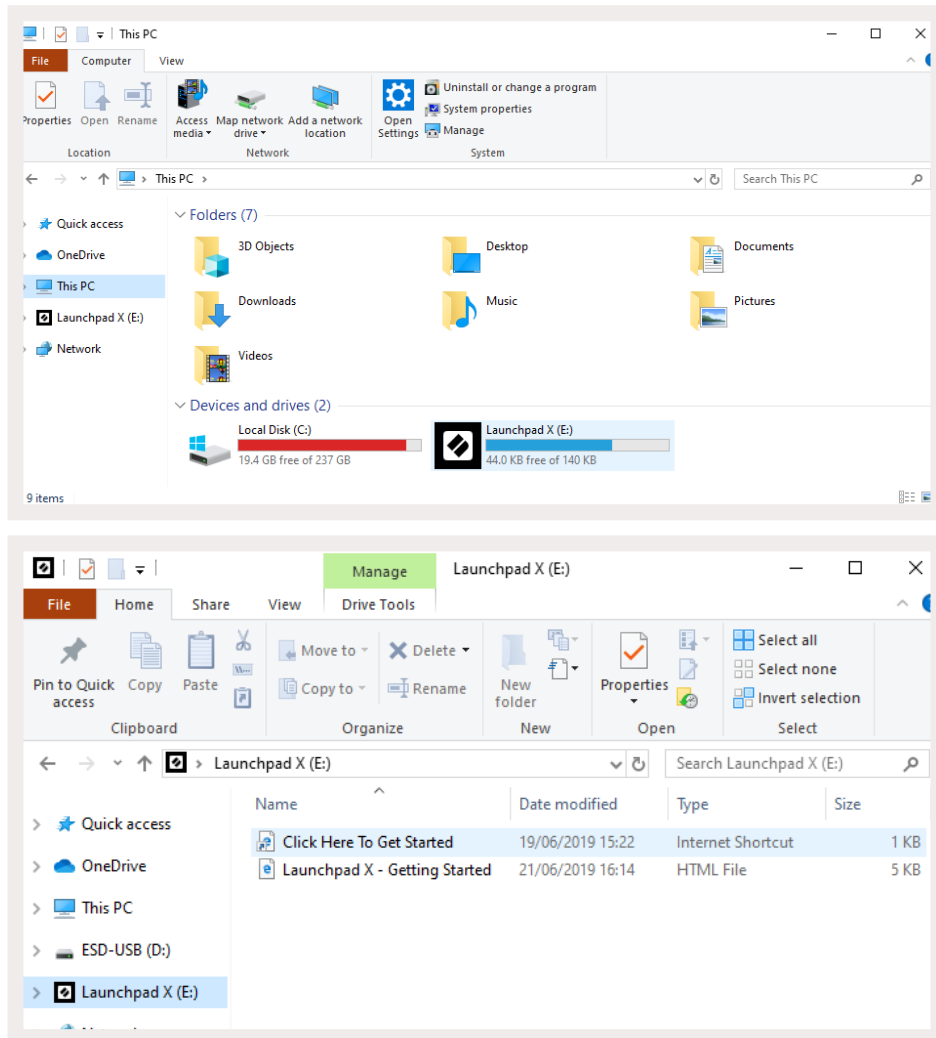 This PC
File Computer View
Properties Open Rename Access media Map network drive Add a network location Open Settings Uninstall or change a program
System properties
Manage
Location Network System
This PC Search This PC
Quick access
OneDrive
This PC
Launchpad X (E:)
Network
Folders (7)
3D Objects Desktop Documents
Downloads Music Pictures
Videos
Devices and drives (2)
Local Disk (C:) Launchpad X (E:)
19.4 GB free of 237 GB 44.0 KB free of 140 KB
9 items
Manage Launchpad X (E:)
File Home Share View Drive Tools
Pin to Quick access Copy Paste Move to Delete New folder Properties Select all
Copy to Rename Select none
Invert selection
Clipboard Organize New Open Select
Launchpad X (E:) Search Launchpad X (E:)
Name Date modified Type Size
Click Here To Get Started 19/06/2019 15:22 Internet Shortcut 1 KB
Launchpad X - Getting Started 21/06/2019 16:14 HTML File 5 KB
Quick access
OneDrive
This PC
ESD-USB (D:)
Launchpad X (E:)